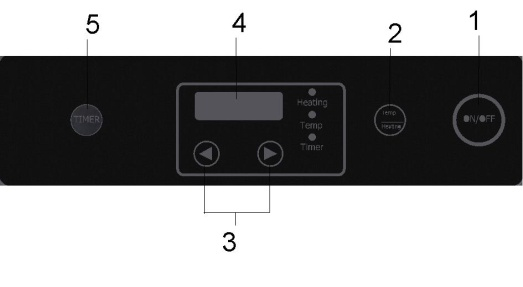 5
4
2
1
TIMER
Heating
Temp
Timer
Temp
Heating
ON/OFF
3